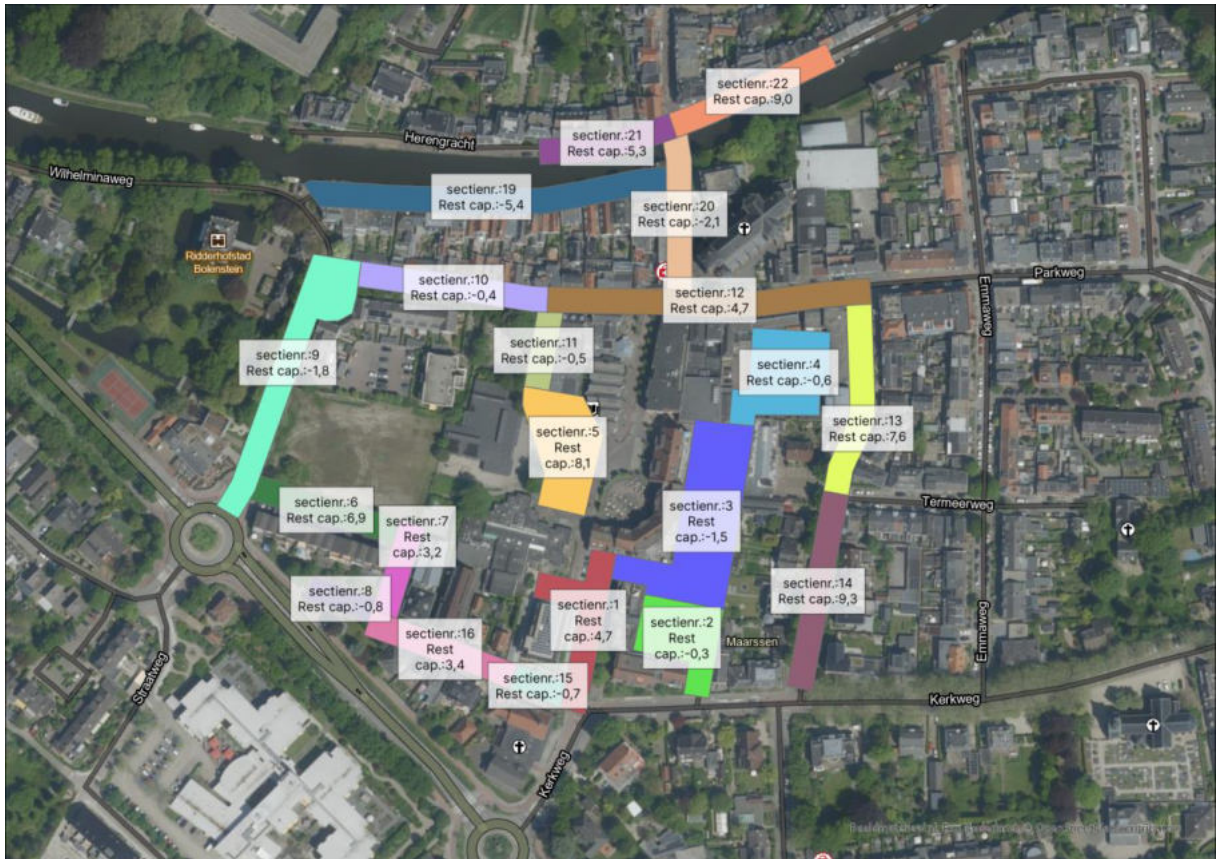 sectienr.:22
Rest cap.:9,0
Herengracht
sectienr.:21
Rest cap.:5,3
Wilhelminaweg
sectienr.:19
Rest cap.:-5,4
sectienr.:20
Rest cap.:-2,1
Ridderhofstad
Bolenstein
sectienr.:10
Rest cap.:-0,4
Parkweg
Emmaweg
sectienr.:12
Rest cap.:4,7
sectienr.:9
Rest cap.:-1,8
sectienr.:11
Rest cap.:-0,5
sectienr.:4
Rest cap.:-0,6
sectienr.:5
Rest
cap.:8,1
sectienr.:13
Rest cap.:7,6
sectienr.:6
Rest cap.:6,9
sectienr.:7
Rest
cap.:3,2
sectienr.:3
Rest
cap.:-1,5
Termeerweg
sectienr.:8
Rest cap.:-0,8
sectienr.:1
Rest
cap.:4,7
sectienr.:14
Rest cap.:9,3
sectienr.:2
Rest
cap.:-0,3
Maarssen
Emmaweg
sectienr.:16
Rest
cap.:3,4
Straatweg
sectienr.:15
Rest cap.:-0,7
Kerkweg
Kerkweg